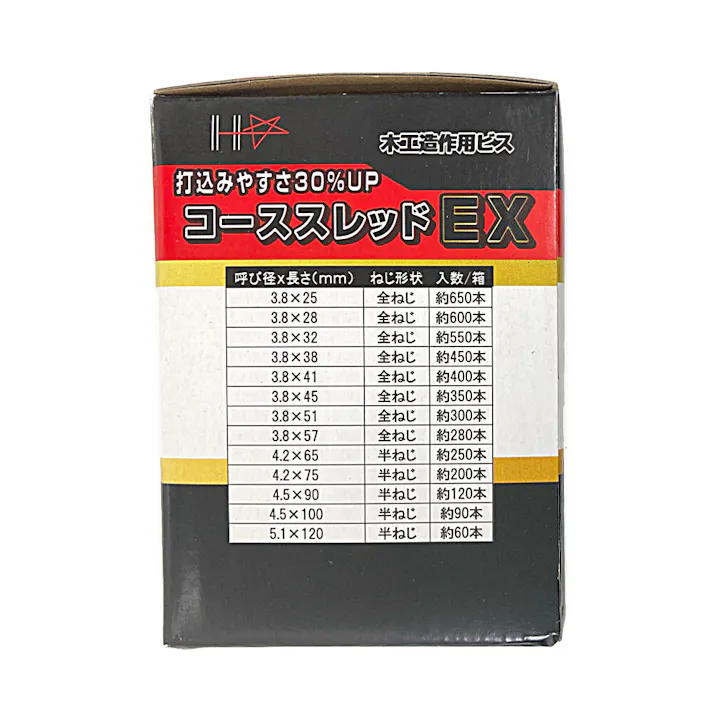 H☆
木工造作用ビス
打込みやすさ30%UP
コーススレッドEX
呼び径x長さ(mm) ねじ形状 入数/箱
3.8×25 全ねじ 約650本
3.8×28 全ねじ 約600本
3.8×32 全ねじ 約550本
3.8×38 全ねじ 約450本
3.8×41 全ねじ 約400本
3.8×45 全ねじ 約350本
3.8×51 全ねじ 約300本
3.8×57 全ねじ 約280本
4.2×65 半ねじ 約250本
4.2×75 半ねじ 約200本
4.5×90 半ねじ 約120本
4.5×100 半ねじ 約90本
5.1×120 半ねじ 約60本